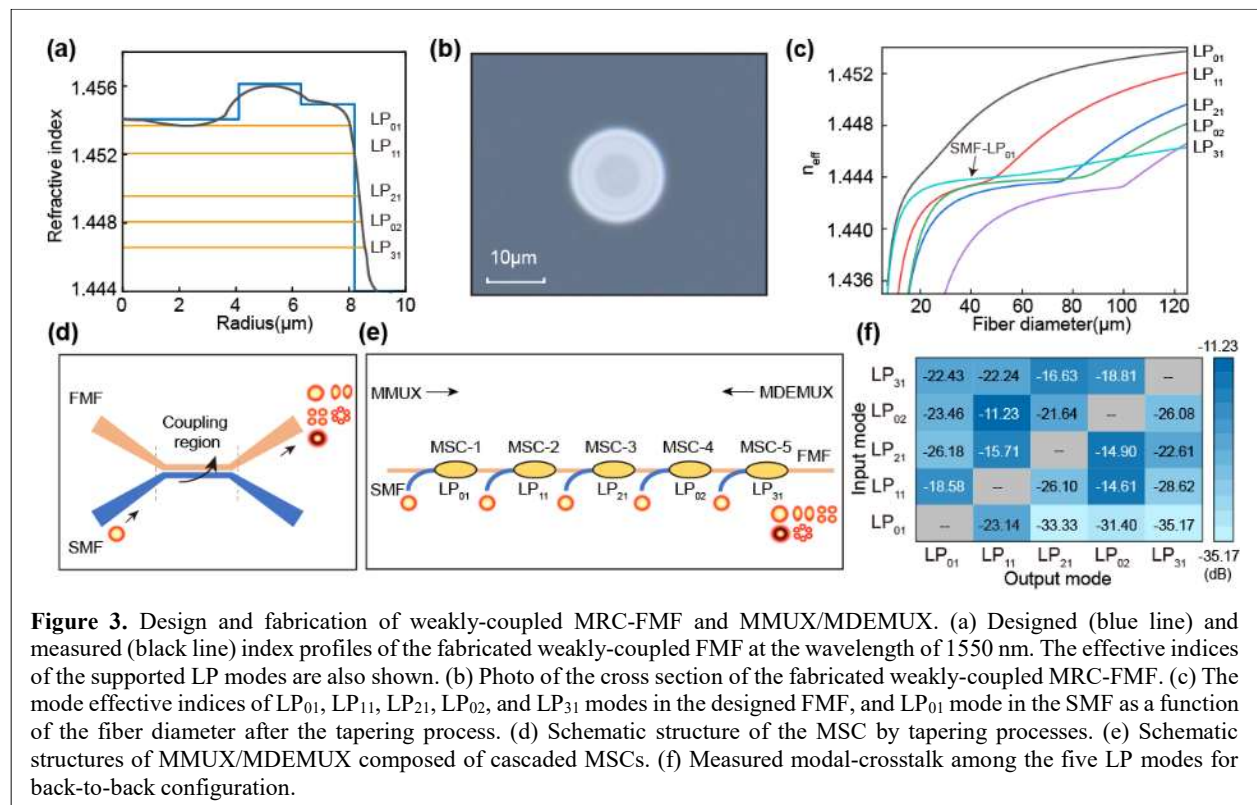 (a)
Refractive index
1.456
1.452
1.448
1.444
0
2
4
6
8
10
Radius(μm)
LP₀₁
LP₁₁
LP₂₁
LP₀₂
LP₃₁
(b)
10μm
(c)
n_eff
1.452
1.448
1.444
1.440
1.436
20
40
60
80
100
120
Fiber diameter(μm)
SMF-LP₀₁
LP₀₁
LP₁₁
LP₂₁
LP₀₂
LP₃₁
(d)
FMF
Coupling
region
SMF
(e)
MMUX
MDEMUX
MSC-1 MSC-2 MSC-3 MSC-4 MSC-5
FMF
SMF
LP₀₁ LP₁₁ LP₂₁ LP₀₂ LP₃₁
(f)
Input mode
LP₃₁ -22.43 -22.24 -16.63 -18.81 --
LP₀₂ -23.46 -11.23 -21.64 -- -26.08
LP₂₁ -26.18 -15.71 -- -14.90 -22.61
LP₁₁ -18.58 -- -26.10 -14.61 -28.62
LP₀₁ -- -23.14 -33.33 -31.40 -35.17
LP₀₁ LP₁₁ LP₂₁ LP₀₂ LP₃₁
Output mode
-11.23
-35.17
(dB)
Figure 3. Design and fabrication of weakly-coupled MRC-FMF and MMUX/MDEMUX. (a) Designed (blue line) and
measured (black line) index profiles of the fabricated weakly-coupled FMF at the wavelength of 1550 nm. The effective indices
of the supported LP modes are also shown. (b) Photo of the cross section of the fabricated weakly-coupled MRC-FMF. (c) The
mode effective indices of LP₀₁, LP₁₁, LP₂₁, LP₀₂, and LP₃₁ modes in the designed FMF, and LP₀₁ mode in the SMF as a function
of the fiber diameter after the tapering process. (d) Schematic structure of the MSC by tapering processes. (e) Schematic
structures of MMUX/MDEMUX composed of cascaded MSCs. (f) Measured modal-crosstalk among the five LP modes for
back-to-back configuration.